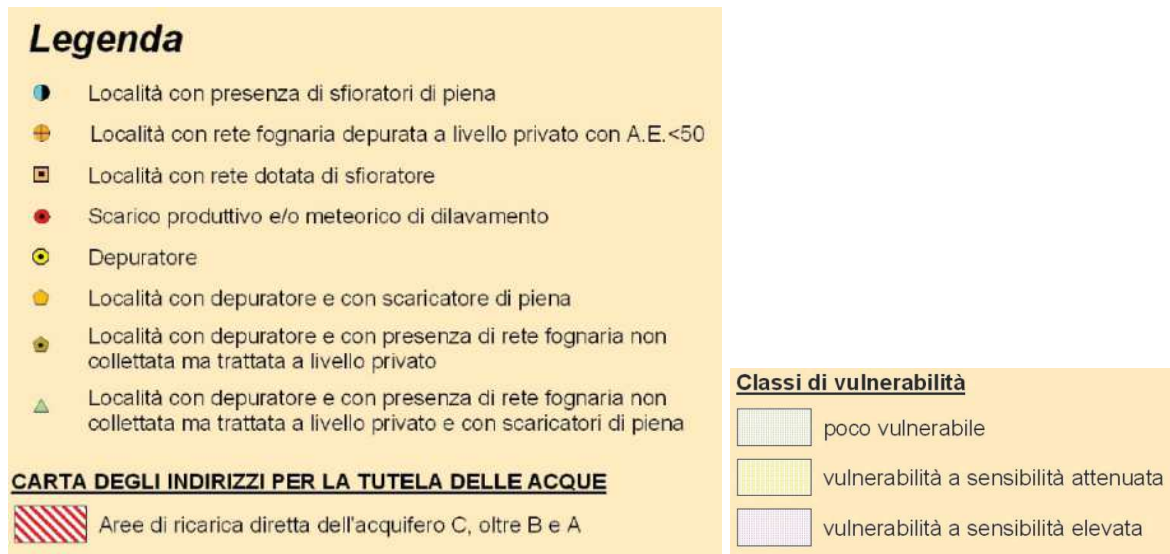 Legenda
Località con presenza di sfioratori di piena
Località con rete fognaria depurata a livello privato con A.E.<50
Località con rete dotata di sfioratore
Scarico produttivo e/o meteorico di dilavamento
Depuratore
Località con depuratore e con scaricatore di piena
Località con depuratore e con presenza di rete fognaria non
collettata ma trattata a livello privato
Località con depuratore e con presenza di rete fognaria non
collettata ma trattata a livello privato e con scaricatori di piena
CARTA DEGLI INDIRIZZI PER LA TUTELA DELLE ACQUE
Aree di ricarica diretta dell'acquifero C, oltre B e A
Classi di vulnerabilità
poco vulnerabile
vulnerabilità a sensibilità attenuata
vulnerabilità a sensibilità elevata